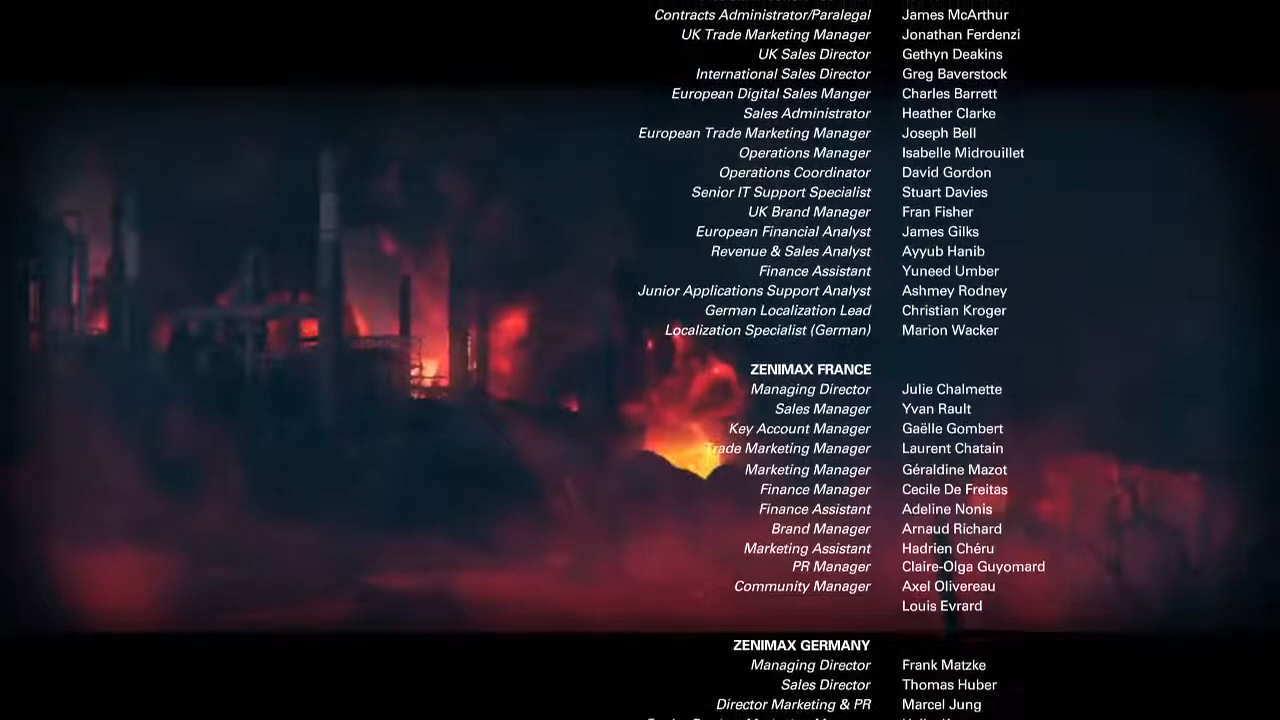 Contracts Administrator/Paralegal James McArthur
UK Trade Marketing Manager Jonathan Ferdenzi
UK Sales Director Gethyn Deakins
International Sales Director Greg Baverstock
European Digital Sales Manger Charles Barrett
Sales Administrator Heather Clarke
European Trade Marketing Manager Joseph Bell
Operations Manager Isabelle Midrouillet
Operations Coordinator David Gordon
Senior IT Support Specialist Stuart Davies
UK Brand Manager Fran Fisher
European Financial Analyst James Gilks
Revenue & Sales Analyst Ayyub Hanib
Finance Assistant Yuneed Umber
Junior Applications Support Analyst Ashmey Rodney
German Localization Lead Christian Kroger
Localization Specialist (German) Marion Wacker
ZENIMAX FRANCE
Managing Director Julie Chalmette
Sales Manager Yvan Rault
Key Account Manager Gaëlle Gombert
Trade Marketing Manager Laurent Chatain
Marketing Manager Géraldine Mazot
Finance Manager Cecile De Freitas
Finance Assistant Adeline Nonis
Brand Manager Arnaud Richard
Marketing Assistant Hadrien Chéru
PR Manager Claire-Olga Guyomard
Community Manager Axel Olivereau
Louis Evrard
ZENIMAX GERMANY
Managing Director Frank Matzke
Sales Director Thomas Huber
Director Marketing & PR Marcel Jung